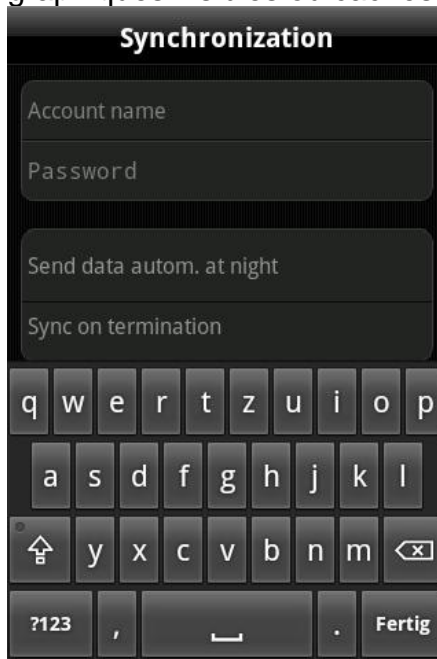 Synchronization
Account name
Password
Send data autom. at night
Sync on termination
q w e r t z u i o p
a s d f g h j k l
y x c v b n m
?123 , . Fertig